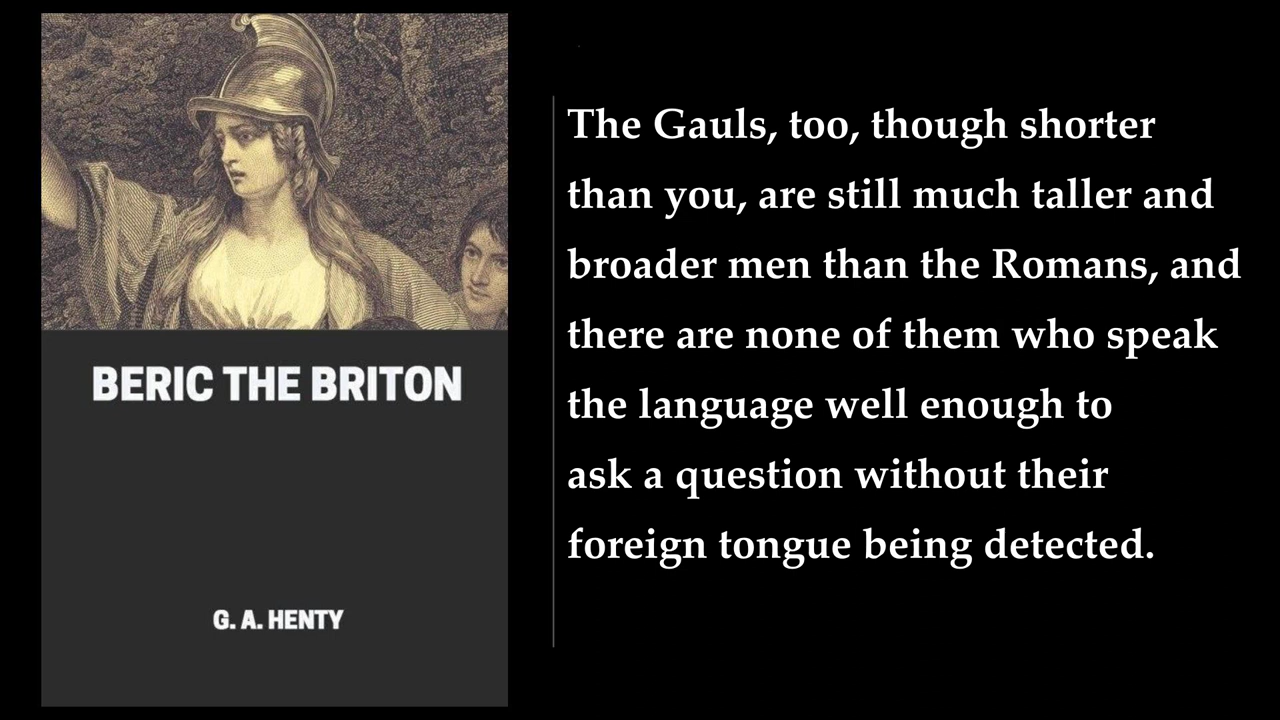 BERIC THE BRITON
G. A. HENTY
The Gauls, too, though shorter
than you, are still much taller and
broader men than the Romans, and
there are none of them who speak
the language well enough to
ask a question without their
foreign tongue being detected.